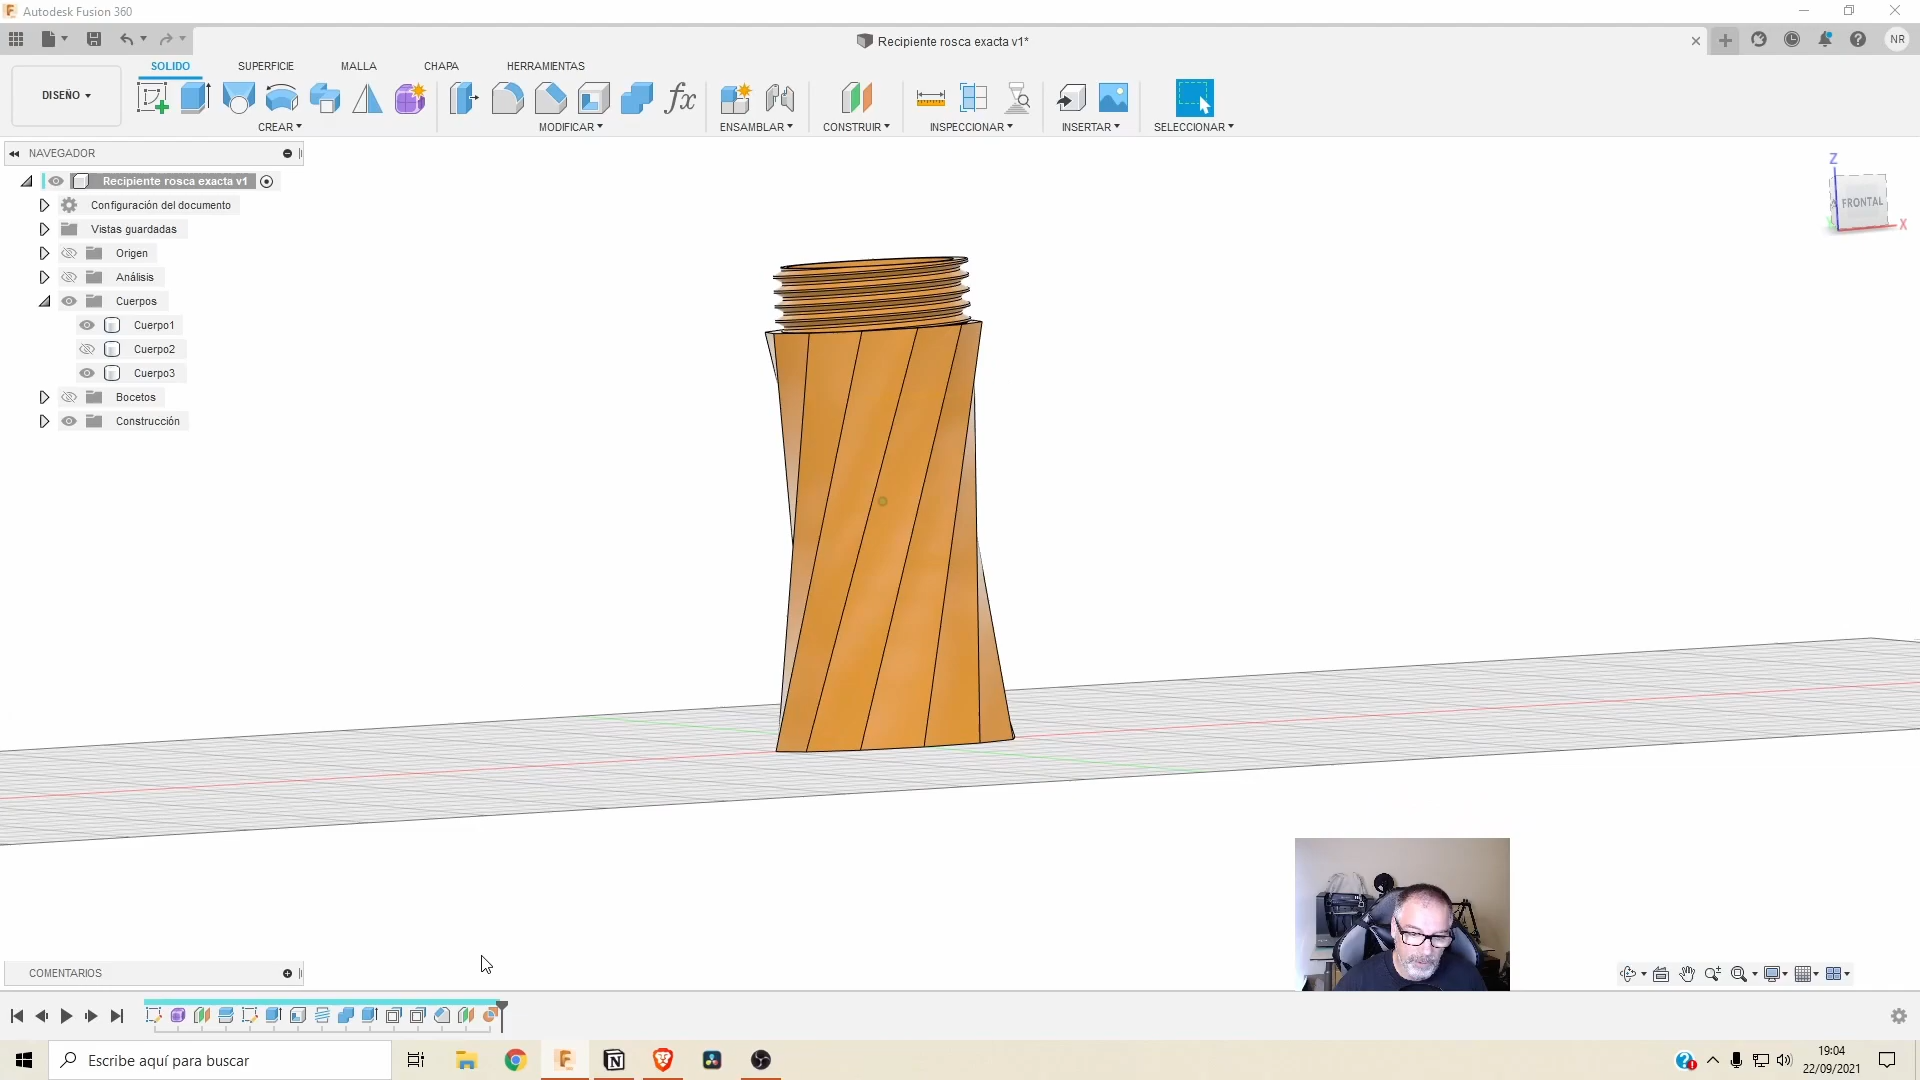 Autodesk Fusion 360
Recipiente rosca exacta v1*
NR
DISEÑO
SOLIDO
SUPERFICIE
MALLA
CHAPA
HERRAMIENTAS
fx
CREAR
MODIFICAR
ENSAMBLAR
CONSTRUIR
INSPECCIONAR
INSERTAR
SELECCIONAR
NAVEGADOR
Recipiente rosca exacta v1
Configuración del documento
Vistas guardadas
Origen
Análisis
Cuerpos
Cuerpo1
Cuerpo2
Cuerpo3
Bocetos
Construcción
Z
FRONTAL
X
COMENTARIOS
Escribe aquí para buscar
19:04
22/09/2021